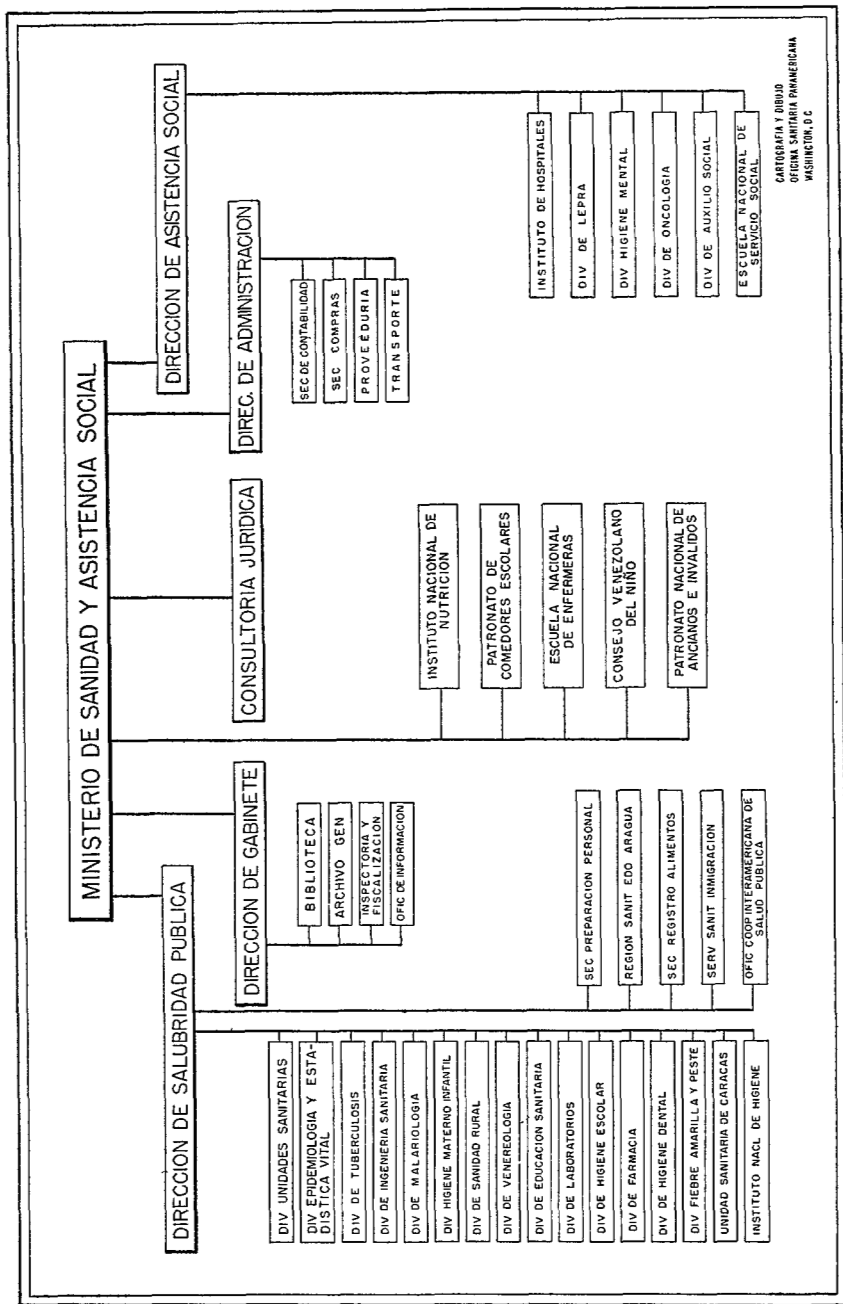 MINISTERIO DE SANIDAD Y ASISTENCIA SOCIAL
DIRECCION DE SALUBRIDAD PUBLICA
DIV UNIDADES SANITARIAS
DIV EPIDEMIOLOGIA Y ESTA-
DISTICA VITAL
DIV DE TUBERCULOSIS
DIV DE INGENIERIA SANITARIA
DIV DE MALARIOLOGIA
DIV HIGIENE MATERNO INFANTIL
DIV DE SANIDAD RURAL
DIV DE VENEREOLOGIA
DIV DE EDUCACION SANITARIA
DIV DE LABORATORIOS
DIV DE HIGIENE ESCOLAR
DIV DE FARMACIA
DIV DE HIGIENE DENTAL
DIV FIEBRE AMARILLA Y PESTE
UNIDAD SANITARIA DE CARACAS
INSTITUTO NACL DE HIGIENE
SEC PREPARACION PERSONAL
REGION SANIT EDO ARAGUA
SEC REGISTRO ALIMENTOS
SERV SANIT INMIGRACION
OFIC COOP INTERAMERICANA DE
SALUD PUBLICA
DIRECCION DE GABINETE
BIBLIOTECA
ARCHIVO GEN
INSPECTORIA Y
FISCALIZACION
OFIC DE INFORMACION
INSTITUTO NACIONAL DE
NUTRICION
PATRONATO DE
COMEDORES ESCOLARES
ESCUELA NACIONAL
DE ENFERMERAS
CONSEJO VENEZOLANO
DEL NIÑO
PATRONATO NACIONAL DE
ANCIANOS E INVALIDOS
CONSULTORIA JURIDICA
DIREC. DE ADMINISTRACION
SEC DE CONTABILIDAD
SEC COMPRAS
PROVEÉDURIA
TRANSPORTE
DIRECCION DE ASISTENCIA SOCIAL
INSTITUTO DE HOSPITALES
DIV DE LEPRA
DIV HIGIENE MENTAL
DIV DE ONCOLOGIA
DIV DE AUXILIO SOCIAL
ESCUELA NACIONAL DE
SERVICIO SOCIAL
CARTOGRAFIA Y DIBUJO
OFICINA SANITARIA PANAMERICANA
WASHINGTON, D C